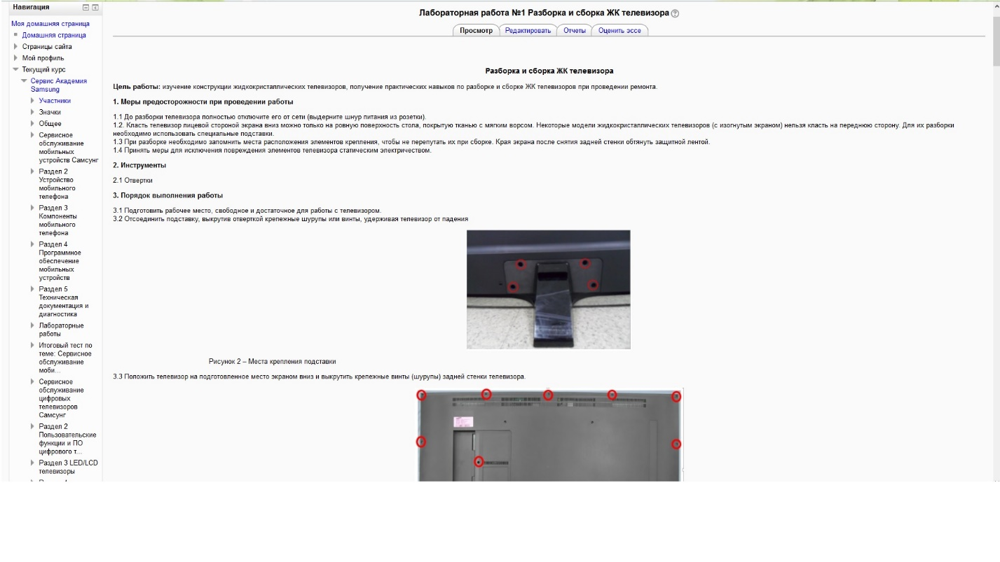 Навигация
Моя домашняя страница
Домашняя страница
Страницы сайта
Мой профиль
Текущий курс
Сервис Академия
Samsung
Участники
Значки
Общее
Сервисное
обслуживание
мобильных
устройств Самсунг
Раздел 2
Устройство
мобильного
телефона
Раздел 3
Компоненты
мобильного
телефона
Раздел 4
Программное
обеспечение
мобильных
устройств
Раздел 5
Техническая
документация и
диагностика
Лабораторные
работы
Итоговый тест по
теме: Сервисное
обслуживание
моби...
Сервисное
обслуживание
цифровых
телевизоров
Самсунг
Раздел 2
Пользовательские
функции и ПО
цифрового т...
Раздел 3 LED/LCD
телевизоры
Лабораторная работа №1 Разборка и сборка ЖК телевизора
Просмотр Редактировать Отчеты Оценить эссе
Разборка и сборка ЖК телевизора
Цель работы: изучение конструкции жидкокристаллических телевизоров, получение практических навыков по разборке и сборке ЖК телевизоров при проведении ремонта.
1. Меры предосторожности при проведении работы
1.1 До разборки телевизора полностью отключите его от сети (выдерните шнур питания из розетки).
1.2. Класть телевизор лицевой стороной экрана вниз можно только на ровную поверхность стола, покрытую тканью с мягким ворсом. Некоторые модели жидкокристаллических телевизоров (с изогнутым экраном) нельзя класть на переднюю сторону. Для их разборки
необходимо использовать специальные подставки.
1.3 При разборке необходимо запомнить места расположения элементов крепления, чтобы не перепутать их при сборке. Края экрана после снятия задней стенки обтянуть защитной лентой.
1.4 Принять меры для исключения повреждения элементов телевизора статическим электричеством.
2. Инструменты
2.1 Отвертки
3. Порядок выполнения работы
3.1 Подготовить рабочее место, свободное и достаточное для работы с телевизором.
3.2 Отсоединить подставку, выкрутив отверткой крепежные шурупы или винты, удерживая телевизор от падения
Рисунок 2 – Места крепления подставки
3.3 Положить телевизор на подготовленное место экраном вниз и выкрутить крепежные винты (шурупы) задней стенки телевизора.